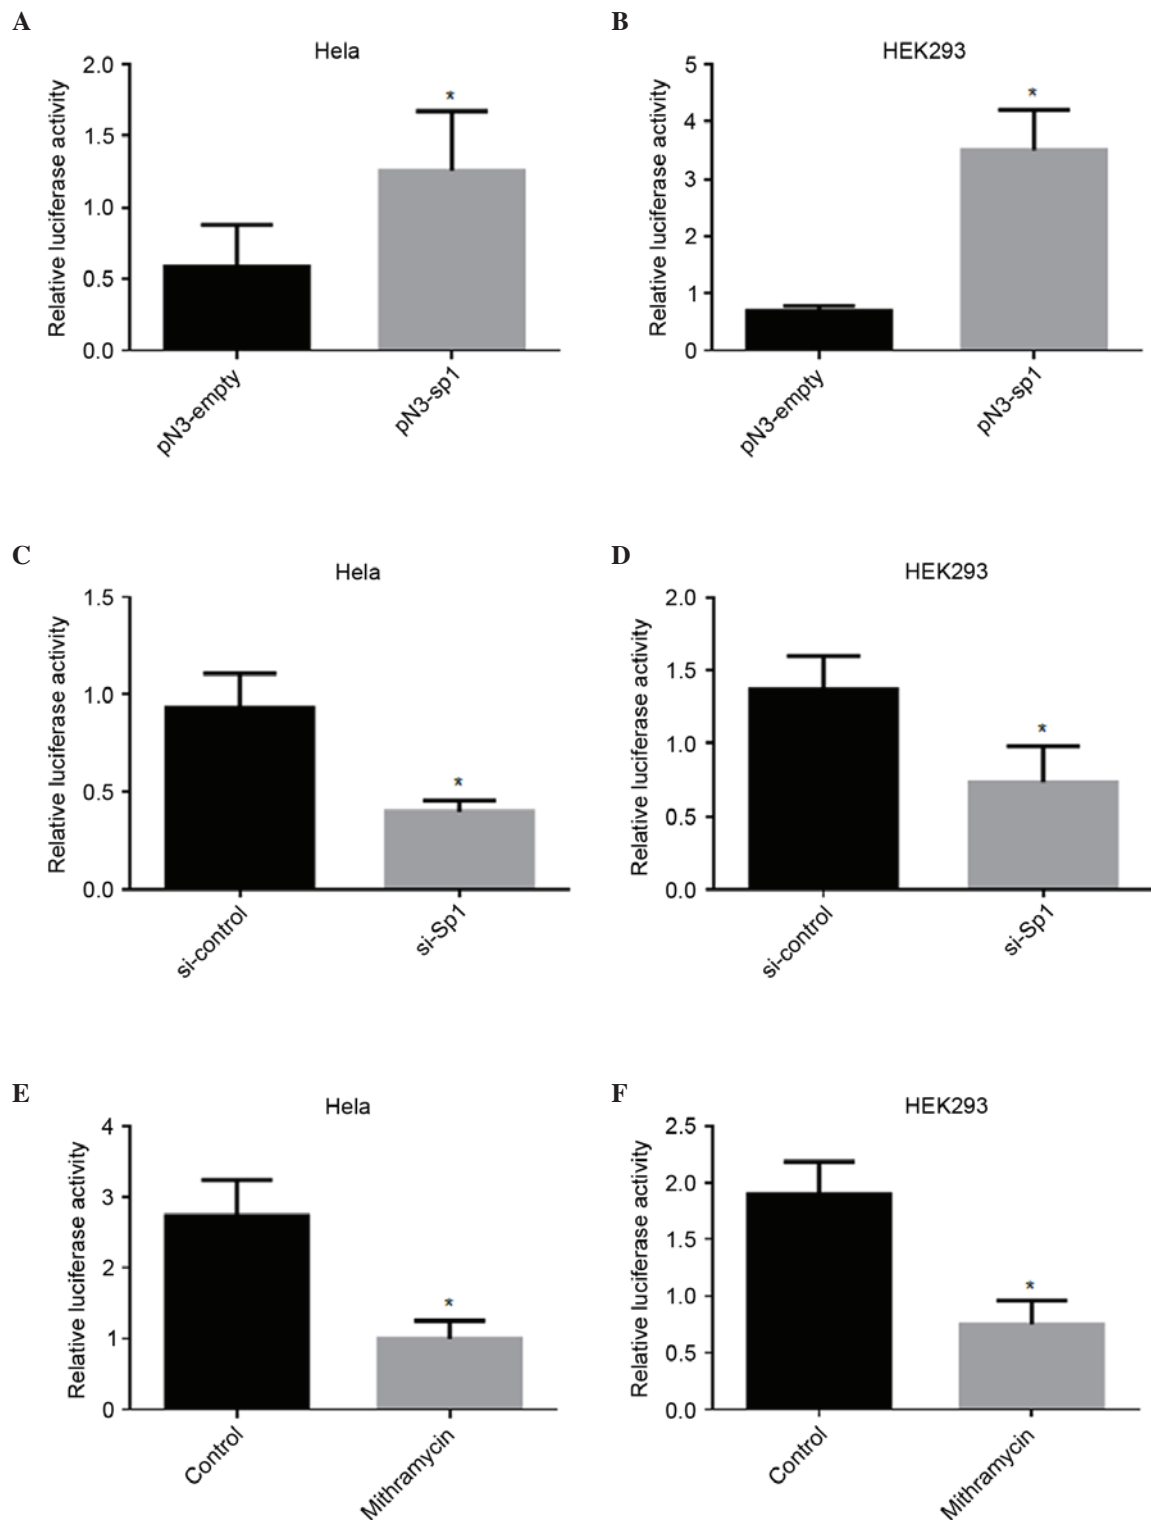 A
Hela
Relative luciferase activity
2.0
1.5
1.0
0.5
0.0
*
pN3-empty
pN3-sp1
B
HEK293
Relative luciferase activity
5
4
3
2
1
0
*
pN3-empty
pN3-sp1
C
Hela
Relative luciferase activity
1.5
1.0
0.5
0.0
*
si-control
si-Sp1
D
HEK293
Relative luciferase activity
2.0
1.5
1.0
0.5
0.0
*
si-control
si-Sp1
E
Hela
Relative luciferase activity
4
3
2
1
0
*
Control
Mithramycin
F
HEK293
Relative luciferase activity
2.5
2.0
1.5
1.0
0.5
0.0
*
Control
Mithramycin